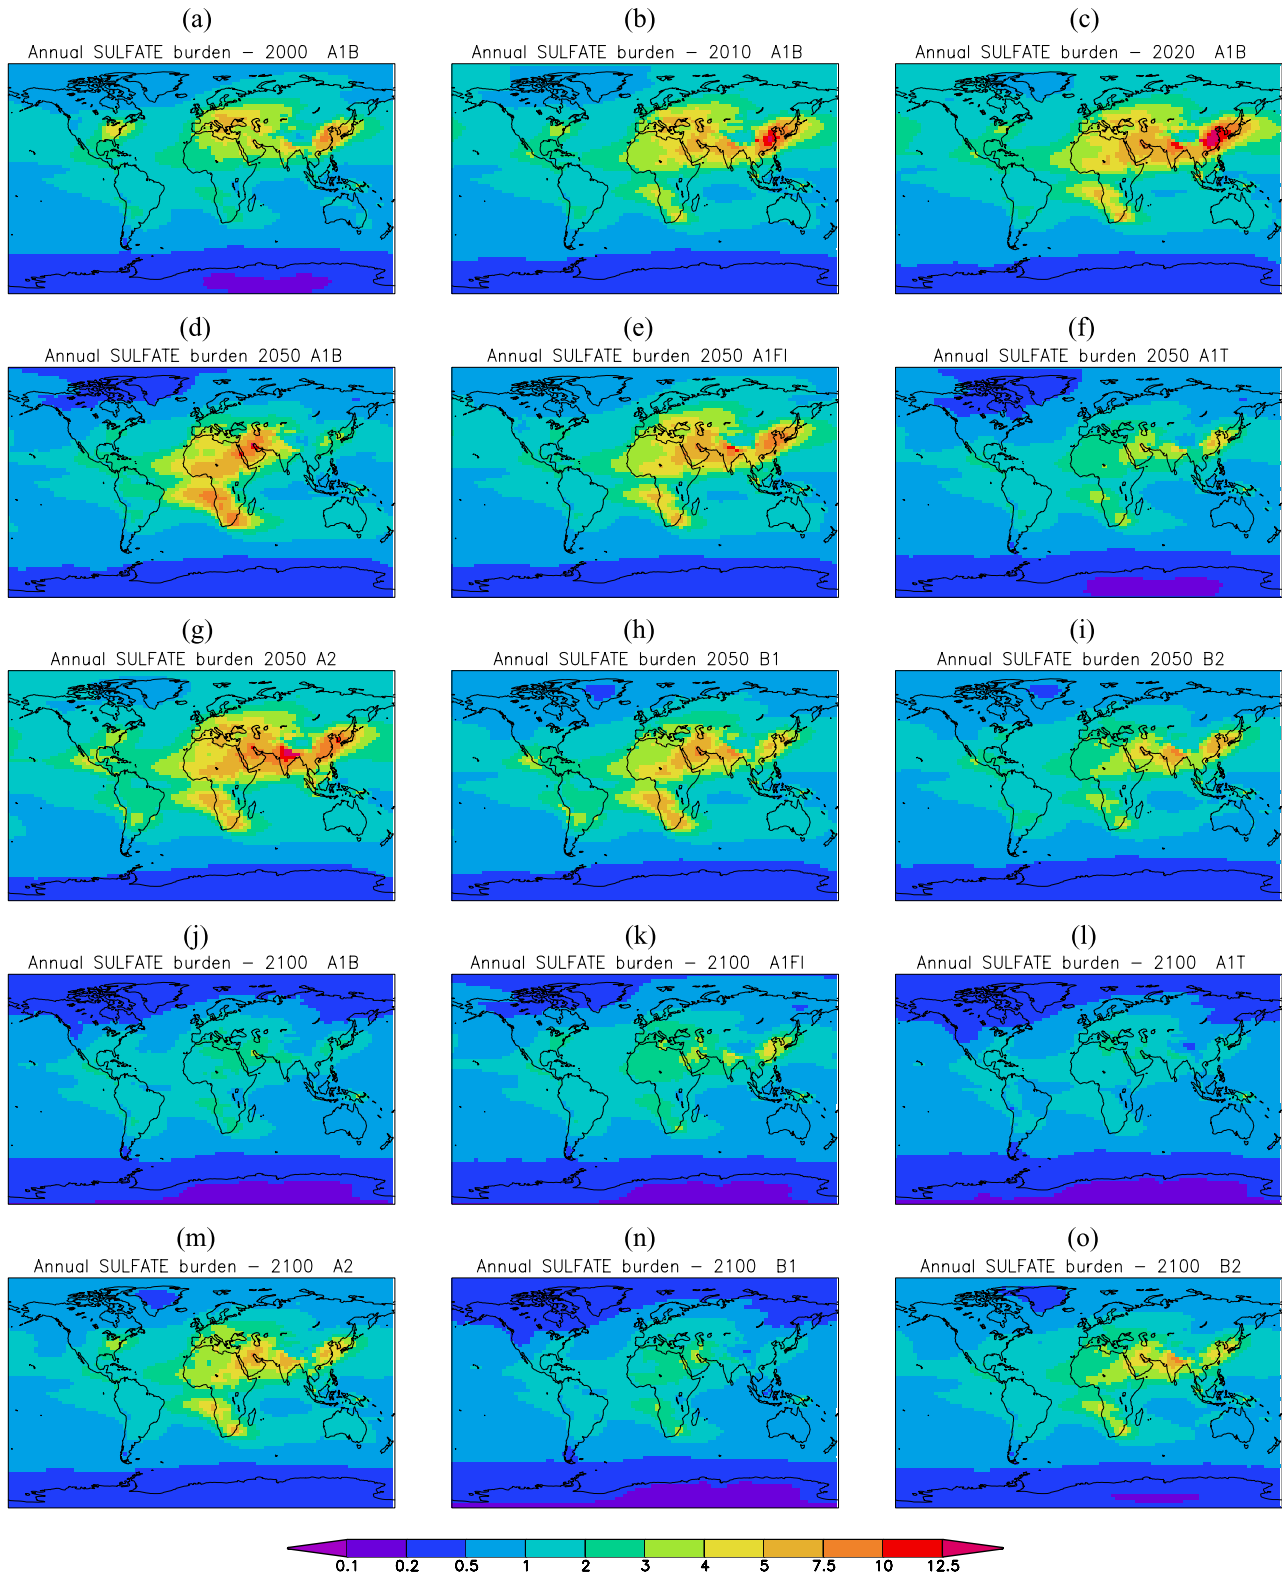 (a) (b) (c)
Annual SULFATE burden – 2000 A1B Annual SULFATE burden – 2010 A1B Annual SULFATE burden – 2020 A1B
(d) (e) (f)
Annual SULFATE burden 2050 A1B Annual SULFATE burden 2050 A1FI Annual SULFATE burden 2050 A1T
(g) (h) (i)
Annual SULFATE burden 2050 A2 Annual SULFATE burden 2050 B1 Annual SULFATE burden 2050 B2
(j) (k) (l)
Annual SULFATE burden – 2100 A1B Annual SULFATE burden – 2100 A1FI Annual SULFATE burden – 2100 A1T
(m) (n) (o)
Annual SULFATE burden – 2100 A2 Annual SULFATE burden – 2100 B1 Annual SULFATE burden – 2100 B2
0.1 0.2 0.5 1 2 3 4 5 7.5 10 12.5